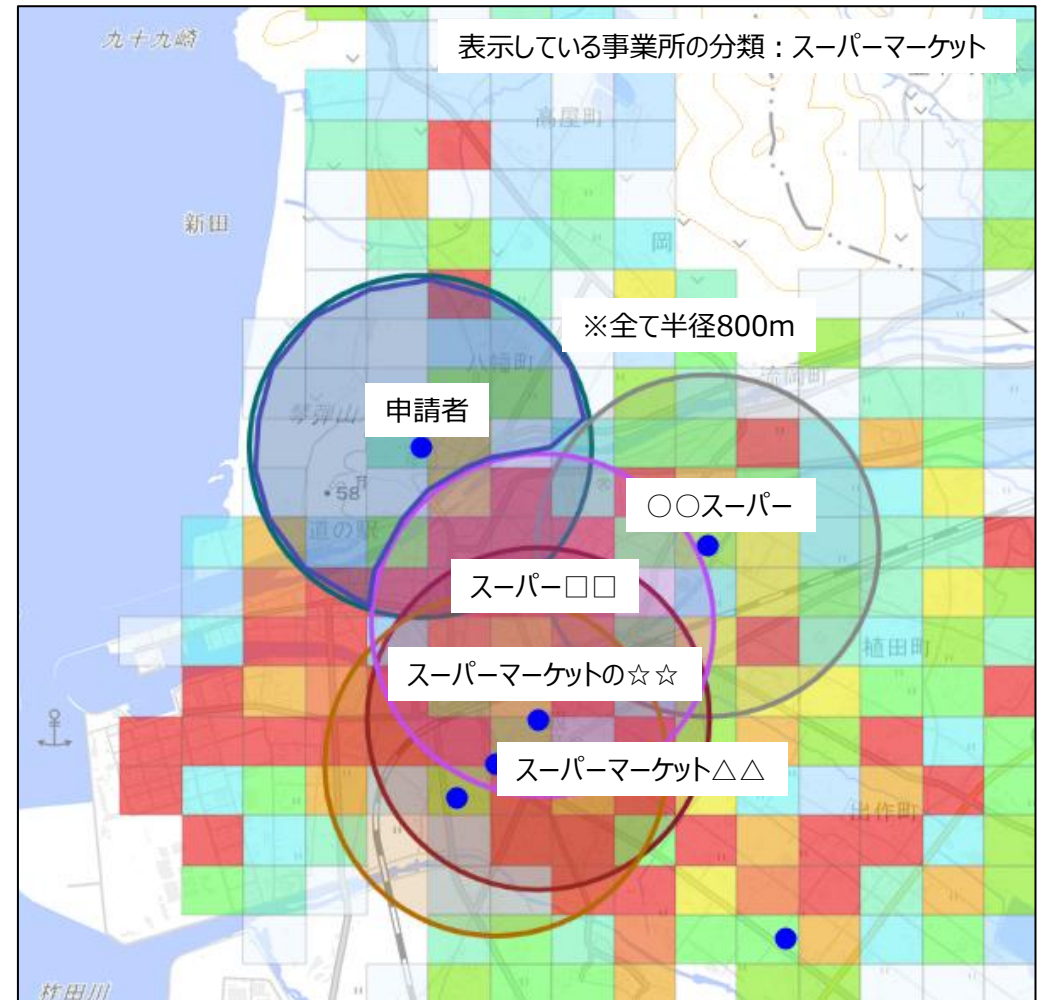 九十九崎
表示している事業所の分類：スーパーマーケット
高屋町
新田
岡
※全て半径800m
八幡町
流岡町
申請者
琴弾山
・58
○○スーパー
道の駅
スーパー□□
植田町
スーパーマーケットの☆☆
スーパーマーケット△△
出作町
柞田川